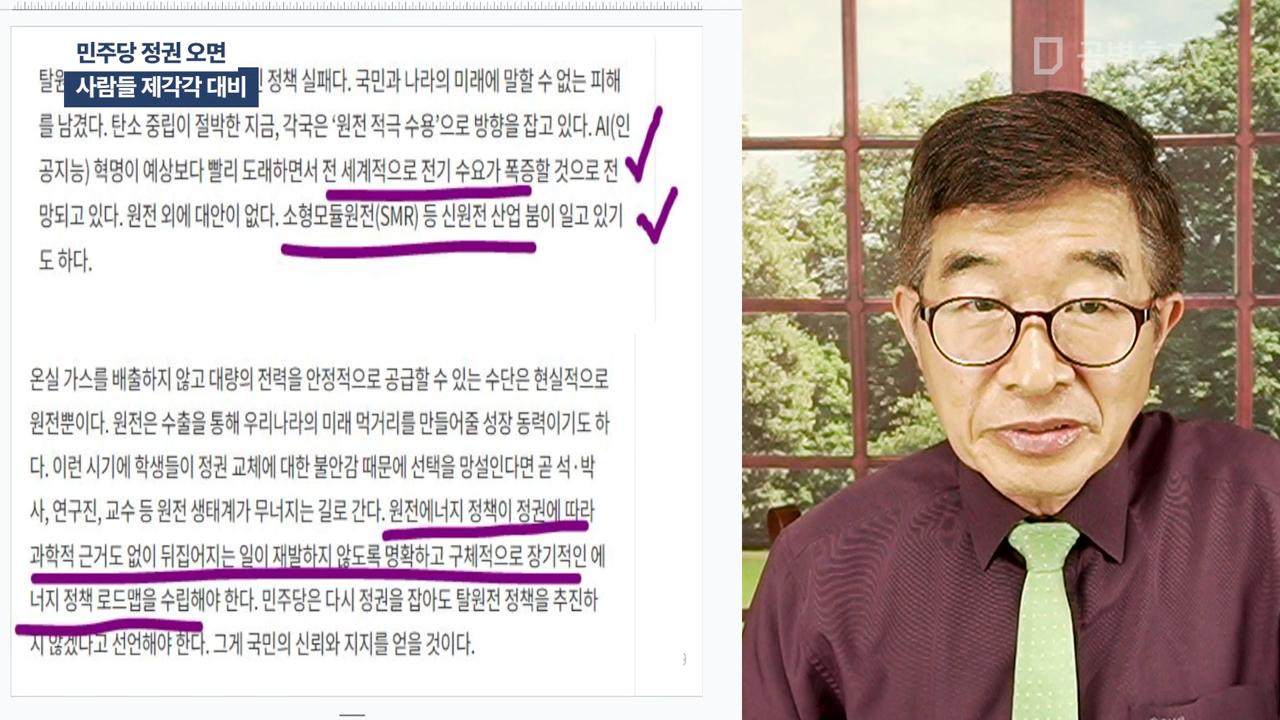 민주당 정권 오면
사람들 제각각 대비
공병호TV
탈원 정책 실패다. 국민과 나라의 미래에 말할 수 없는 피해
를 남겼다. 탄소 중립이 절박한 지금, 각국은 ‘원전 적극 수용’으로 방향을 잡고 있다. AI(인
공지능) 혁명이 예상보다 빨리 도래하면서 전 세계적으로 전기 수요가 폭증할 것으로 전
망되고 있다. 원전 외에 대안이 없다. 소형모듈원전(SMR) 등 신원전 산업 붐이 일고 있기
도 하다.
온실 가스를 배출하지 않고 대량의 전력을 안정적으로 공급할 수 있는 수단은 현실적으로
원전뿐이다. 원전은 수출을 통해 우리나라의 미래 먹거리를 만들어줄 성장 동력이기도 하
다. 이런 시기에 학생들이 정권 교체에 대한 불안감 때문에 선택을 망설인다면 곧 석·박
사, 연구진, 교수 등 원전 생태계가 무너지는 길로 간다. 원전에너지 정책이 정권에 따라
과학적 근거도 없이 뒤집어지는 일이 재발하지 않도록 명확하고 구체적으로 장기적인 에
너지 정책 로드맵을 수립해야 한다. 민주당은 다시 정권을 잡아도 탈원전 정책을 추진하
지 않겠다고 선언해야 한다. 그게 국민의 신뢰와 지지를 얻을 것이다.
9